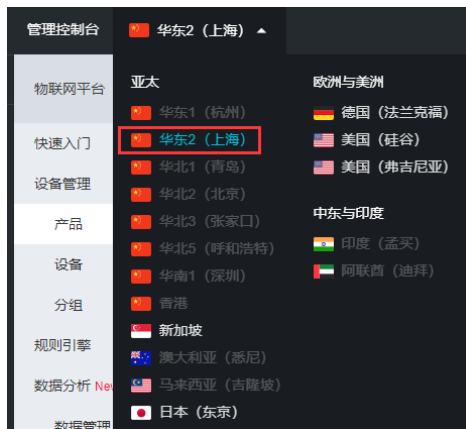 管理控制台
华东2（上海）
物联网平台
快速入门
设备管理
产品
设备
分组
规则引擎
数据分析 New
数据管理
亚太
华东1（杭州）
华东2（上海）
华北1（青岛）
华北2（北京）
华北3（张家口）
华北5（呼和浩特）
华南1（深圳）
香港
新加坡
澳大利亚（悉尼）
马来西亚（吉隆坡）
日本（东京）
欧洲与美洲
德国（法兰克福）
美国（硅谷）
美国（弗吉尼亚）
中东与印度
印度（孟买）
阿联酋（迪拜）